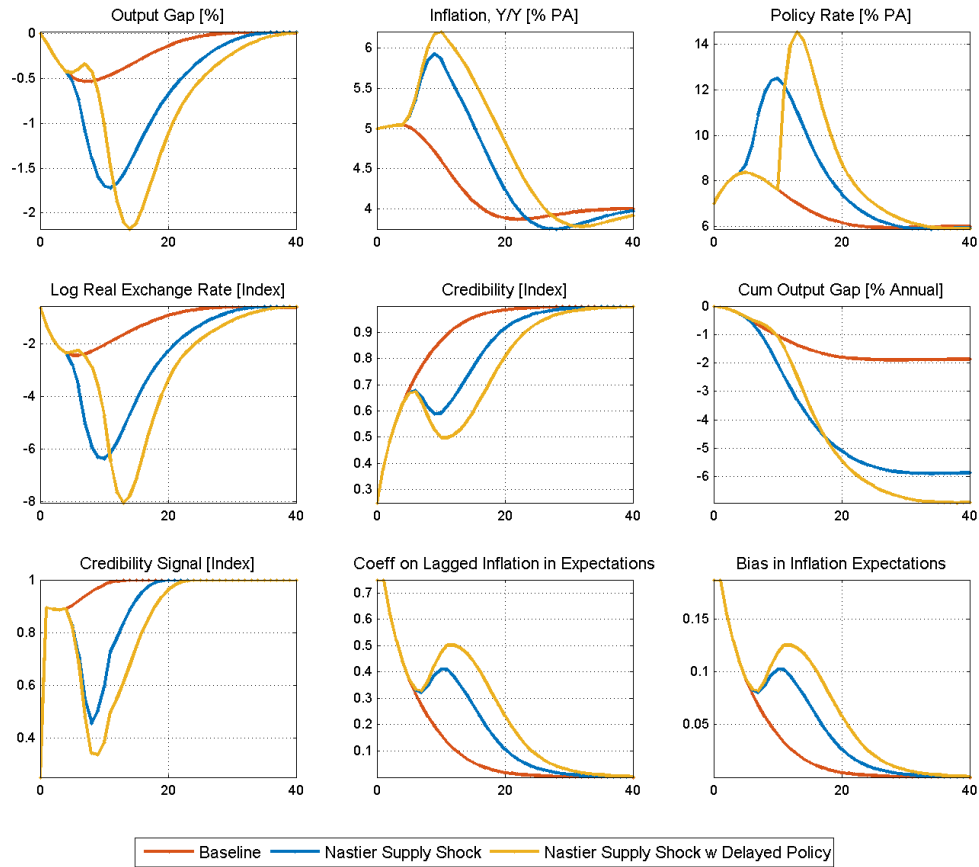 Output Gap [%]
Inflation, Y/Y [% PA]
Policy Rate [% PA]
0
-0.5
-1
-1.5
-2
0 20 40
6
5
4
0 20 40
14
12
10
8
6
0 20 40
Log Real Exchange Rate [Index]
Credibility [Index]
Cum Output Gap [% Annual]
-2
-4
-6
-8
0 20 40
0.9
0.8
0.7
0.6
0.5
0.4
0.3
0 20 40
0
-1
-2
-3
-4
-5
-6
0 20 40
Credibility Signal [Index]
Coeff on Lagged Inflation in Expectations
Bias in Inflation Expectations
1
0.8
0.6
0.4
0 20 40
0.7
0.6
0.5
0.4
0.3
0.2
0.1
0 20 40
0.15
0.1
0.05
0 20 40
Baseline
Nastier Supply Shock
Nastier Supply Shock w Delayed Policy